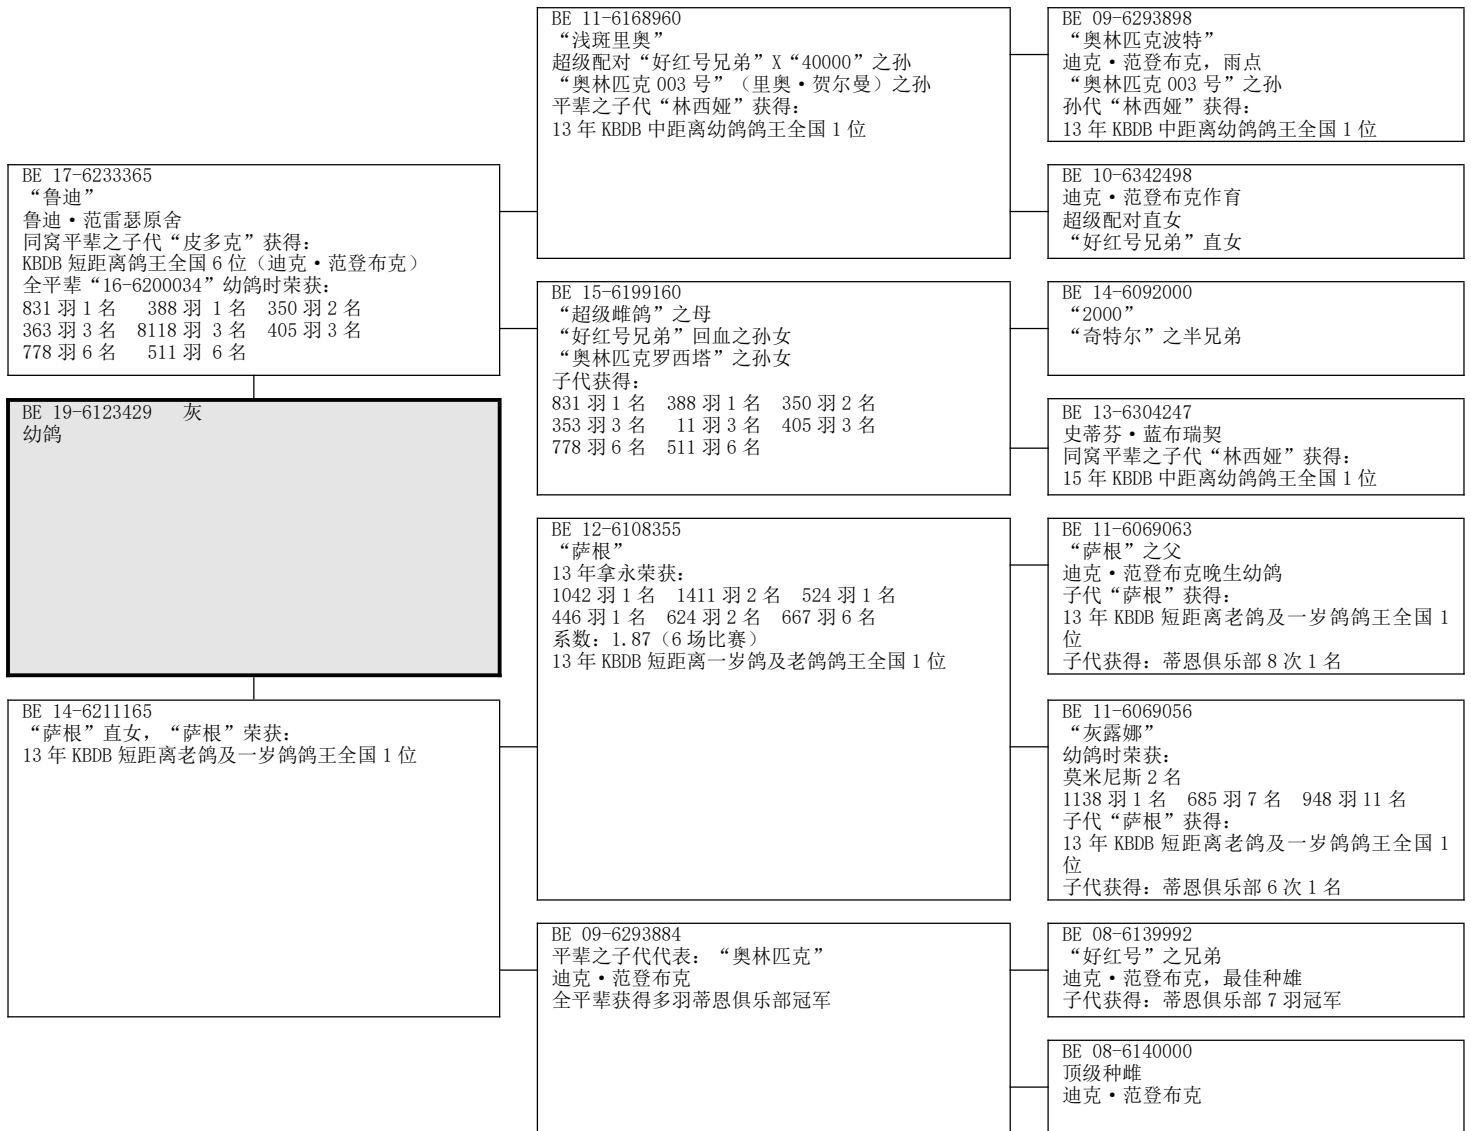 BE 11-6168960
“浅斑里奥”
超级配对“好红号兄弟”X“40000”之孙
“奥林匹克 003 号”（里奥·贺尔曼）之孙
平辈之子代“林西娅”获得：
13 年 KBDB 中距离幼鸽鸽王全国 1 位
BE 09-6293898
“奥林匹克波特”
迪克·范登布克，雨点
“奥林匹克 003 号”之孙
孙代“林西娅”获得：
13 年 KBDB 中距离幼鸽鸽王全国 1 位
BE 17-6233365
“鲁迪”
鲁迪·范雷瑟原舍
同窝平辈之子代“皮多克”获得：
KBDB 短距离鸽王全国 6 位（迪克·范登布克）
全平辈“16-6200034”幼鸽时荣获：
831 羽 1 名 388 羽 1 名 350 羽 2 名
363 羽 3 名 8118 羽 3 名 405 羽 3 名
778 羽 6 名 511 羽 6 名
BE 10-6342498
迪克·范登布克作育
超级配对直女
“好红号兄弟”直女
BE 15-6199160
“超级雌鸽”之母
“好红号兄弟”回血之孙女
“奥林匹克罗西塔”之孙女
子代获得：
831 羽 1 名 388 羽 1 名 350 羽 2 名
353 羽 3 名 11 羽 3 名 405 羽 3 名
778 羽 6 名 511 羽 6 名
BE 14-6092000
“2000”
“奇特尔”之半兄弟
BE 19-6123429 灰
幼鸽
BE 13-6304247
史蒂芬·蓝布瑞契
同窝平辈之子代“林西娅”获得：
15 年 KBDB 中距离幼鸽鸽王全国 1 位
BE 12-6108355
“萨根”
13 年拿永荣获：
1042 羽 1 名 1411 羽 2 名 524 羽 1 名
446 羽 1 名 624 羽 2 名 667 羽 6 名
系数：1.87（6 场比赛）
13 年 KBDB 短距离一岁鸽及老鸽鸽王全国 1 位
BE 11-6069063
“萨根”之父
迪克·范登布克晚生幼鸽
子代“萨根”获得：
13 年 KBDB 短距离老鸽及一岁鸽鸽王全国 1
位
子代获得：蒂恩俱乐部 8 次 1 名
BE 14-6211165
“萨根”直女，“萨根”荣获：
13 年 KBDB 短距离老鸽及一岁鸽鸽王全国 1 位
BE 11-6069056
“灰露娜”
幼鸽时荣获：
莫米尼斯 2 名
1138 羽 1 名 685 羽 7 名 948 羽 11 名
子代“萨根”获得：
13 年 KBDB 短距离老鸽及一岁鸽鸽王全国 1
位
子代获得：蒂恩俱乐部 6 次 1 名
BE 09-6293884
平辈之子代代表：“奥林匹克”
迪克·范登布克
全平辈获得多羽蒂恩俱乐部冠军
BE 08-6139992
“好红号”之兄弟
迪克·范登布克，最佳种雄
子代获得：蒂恩俱乐部 7 羽冠军
BE 08-6140000
顶级种雌
迪克·范登布克